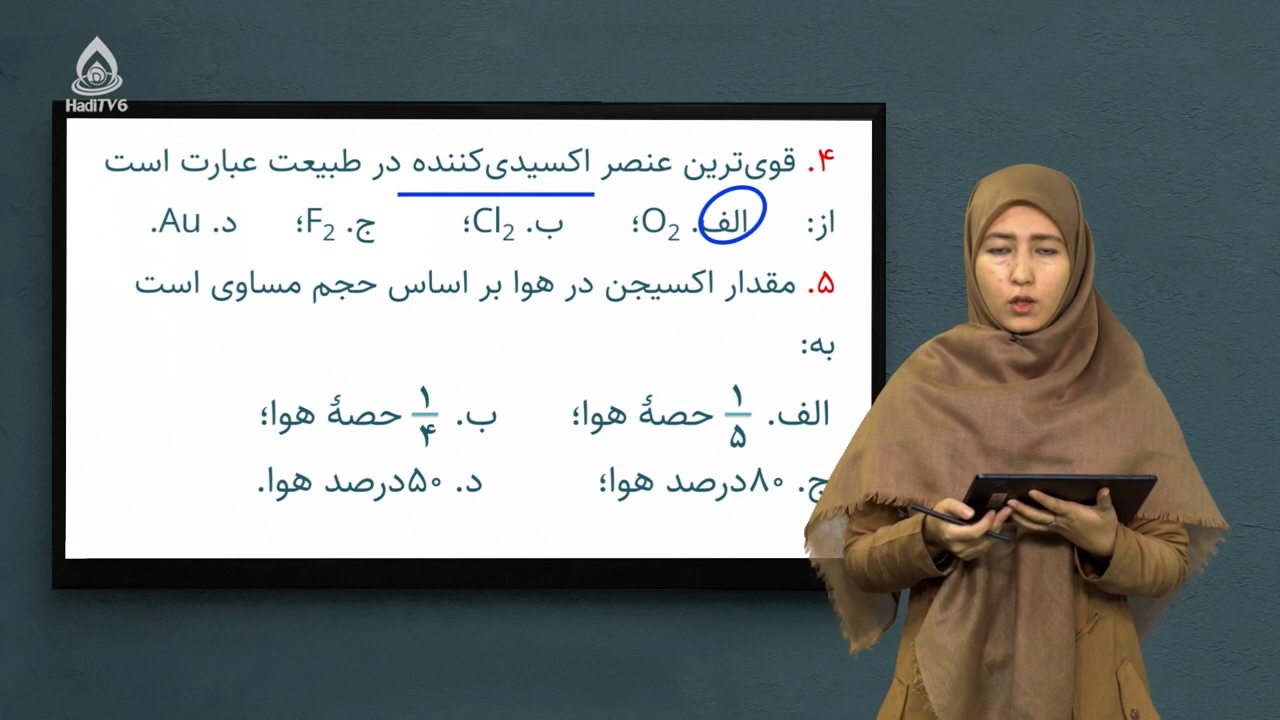 HadiTV6
۴. قوی‌ترین عنصر اکسیدی‌کننده در طبیعت عبارت است
از: الف. O₂؛ ب. Cl₂؛ ج. F₂؛ د. Au.
۵. مقدار اکسیجن در هوا بر اساس حجم مساوی است
به:
الف. ۱/۵ حصهٔ هوا؛ ب. ۱/۴ حصهٔ هوا؛
ج. ۸۰درصد هوا؛ د. ۵۰درصد هوا.